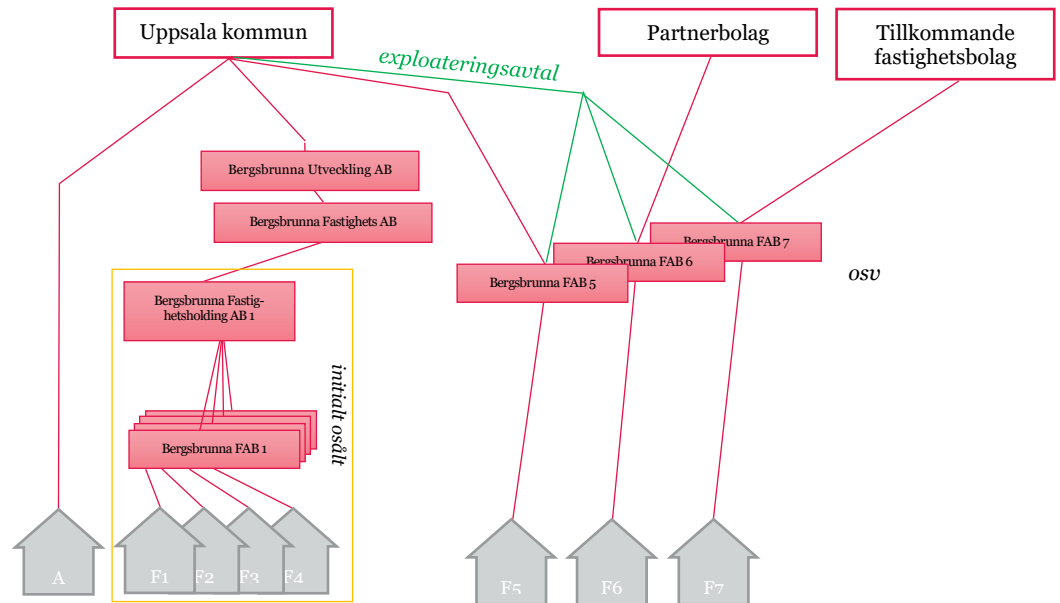 Uppsala kommun
Partnerbolag
Tillkommande
fastighetsbolag
exploateringsavtal
Bergsbrunna Utveckling AB
Bergsbrunna Fastighets AB
Bergsbrunna FAB 7
Bergsbrunna FAB 6
Bergsbrunna FAB 5
osv
Bergsbrunna Fastig-
hetsholding AB 1
initialt osålt
Bergsbrunna FAB 1
A
F1
F2
F3
F4
F5
F6
F7